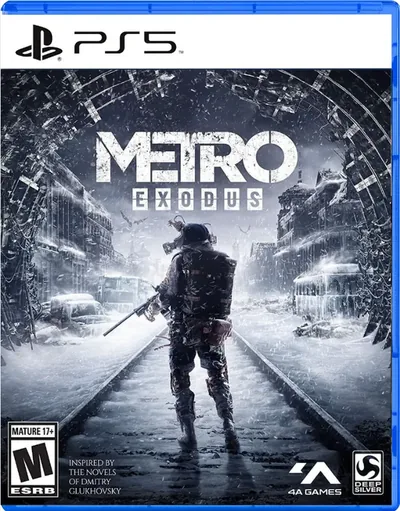 PS5
METRO
EXODUS
MATURE 17+
M
ESRB
INSPIRED BY
THE NOVELS
OF DMITRY
GLUKHOVSKY
4A GAMES
DEEP
SILVER